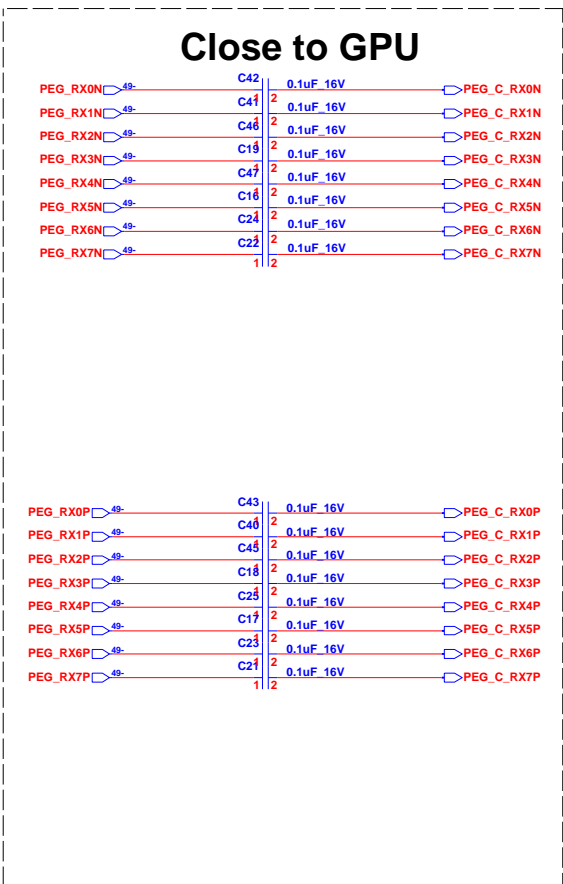 Close to GPU
C42 0.1uF_16V
PEG_RX0N 49- 1 2 PEG_C_RX0N
C41 0.1uF_16V
PEG_RX1N 49- 1 2 PEG_C_RX1N
C46 0.1uF_16V
PEG_RX2N 49- 1 2 PEG_C_RX2N
C19 0.1uF_16V
PEG_RX3N 49- 1 2 PEG_C_RX3N
C47 0.1uF_16V
PEG_RX4N 49- 1 2 PEG_C_RX4N
C16 0.1uF_16V
PEG_RX5N 49- 1 2 PEG_C_RX5N
C24 0.1uF_16V
PEG_RX6N 49- 1 2 PEG_C_RX6N
C22 0.1uF_16V
PEG_RX7N 49- 1 2 PEG_C_RX7N
C43 0.1uF_16V
PEG_RX0P 49- 1 2 PEG_C_RX0P
C40 0.1uF_16V
PEG_RX1P 49- 1 2 PEG_C_RX1P
C45 0.1uF_16V
PEG_RX2P 49- 1 2 PEG_C_RX2P
C18 0.1uF_16V
PEG_RX3P 49- 1 2 PEG_C_RX3P
C25 0.1uF_16V
PEG_RX4P 49- 1 2 PEG_C_RX4P
C17 0.1uF_16V
PEG_RX5P 49- 1 2 PEG_C_RX5P
C23 0.1uF_16V
PEG_RX6P 49- 1 2 PEG_C_RX6P
C21 0.1uF_16V
PEG_RX7P 49- 1 2 PEG_C_RX7P